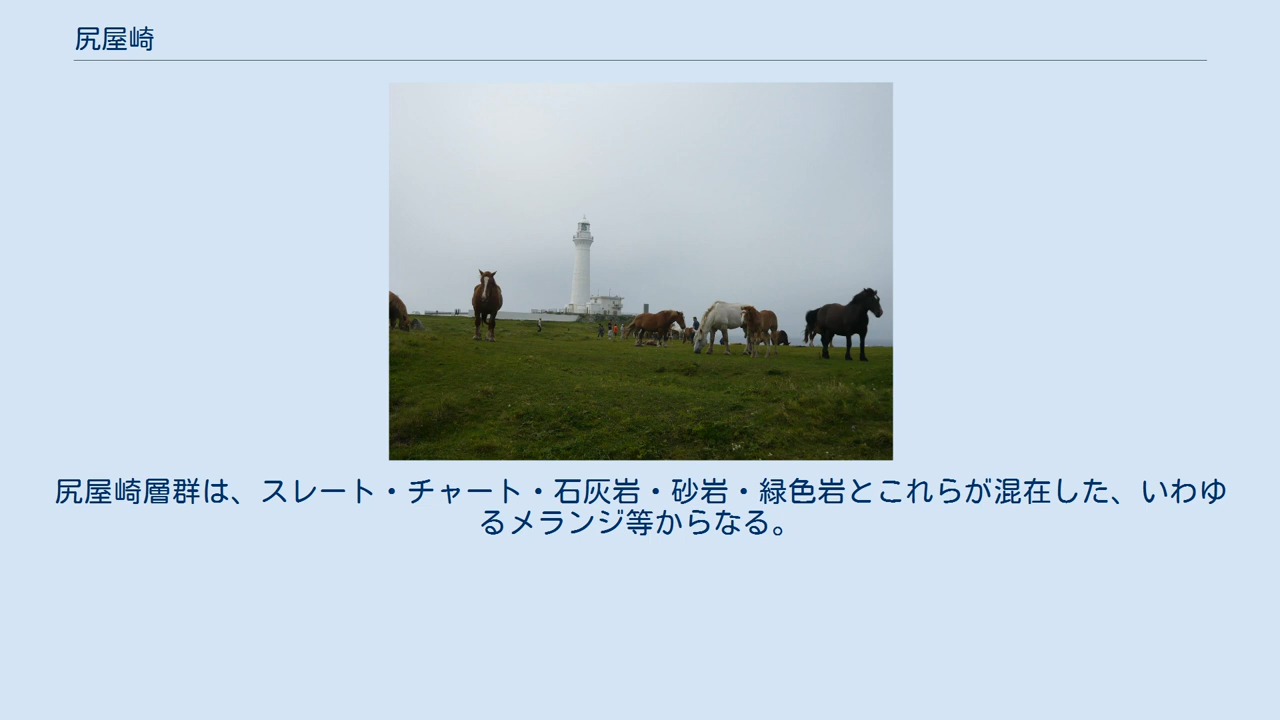 尻屋崎
尻屋崎層群は、スレート・チャート・石灰岩・砂岩・緑色岩とこれらが混在した、いわゆ
るメランジ等からなる。